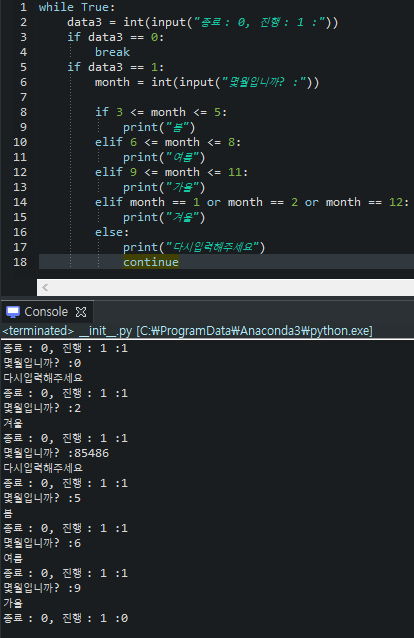 1 while True:
2 data3 = int(input("종료 : 0, 진행 : 1 :"))
3 if data3 == 0:
4 break
5 if data3 == 1:
6 month = int(input("몇월입니까? :"))
7
8 if 3 <= month <= 5:
9 print("봄")
10 elif 6 <= month <= 8:
11 print("여름")
12 elif 9 <= month <= 11:
13 print("가을")
14 elif month == 1 or month == 2 or month == 12:
15 print("겨울")
16 else:
17 print("다시입력해주세요")
18 continue
Console
<terminated> __init__.py [C:₩ProgramData₩Anaconda3₩python.exe]
종료 : 0, 진행 : 1 :1
몇월입니까? :0
다시입력해주세요
종료 : 0, 진행 : 1 :1
몇월입니까? :2
겨울
종료 : 0, 진행 : 1 :1
몇월입니까? :85486
다시입력해주세요
종료 : 0, 진행 : 1 :1
몇월입니까? :5
봄
종료 : 0, 진행 : 1 :1
몇월입니까? :6
여름
종료 : 0, 진행 : 1 :1
몇월입니까? :9
가을
종료 : 0, 진행 : 1 :0